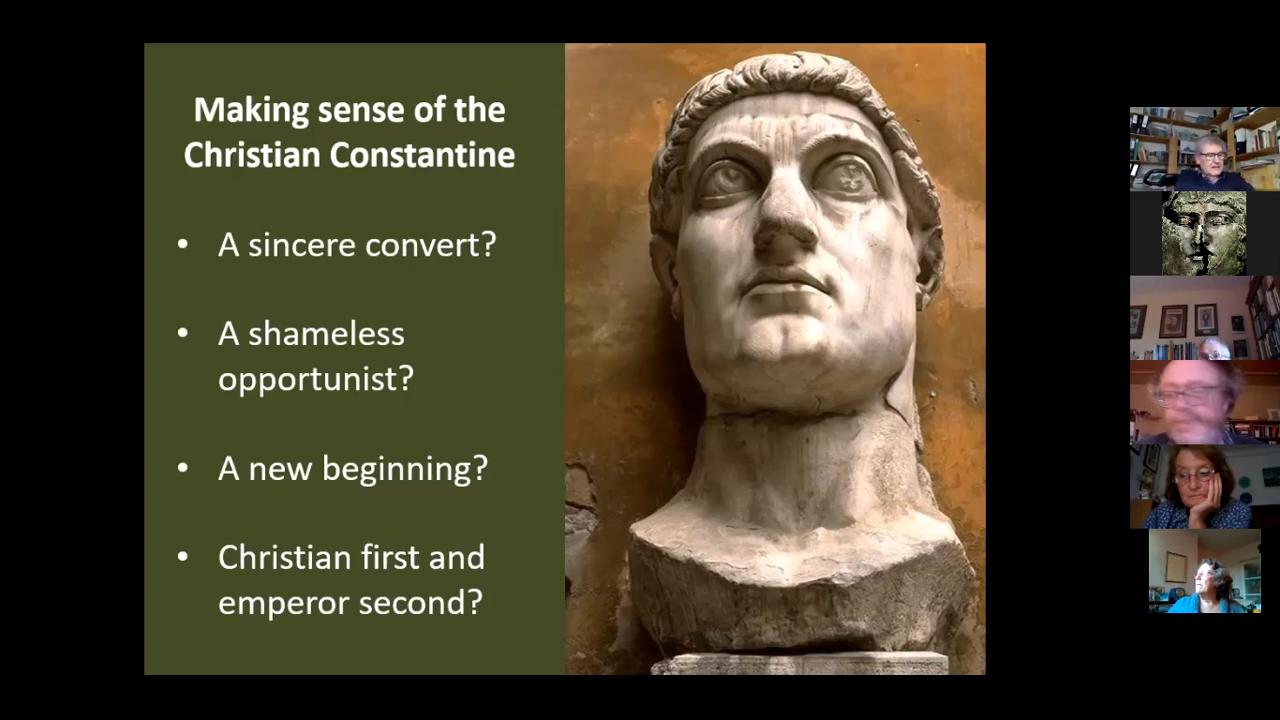 Making sense of the
Christian Constantine
• A sincere convert?
• A shameless
opportunist?
• A new beginning?
• Christian first and
emperor second?